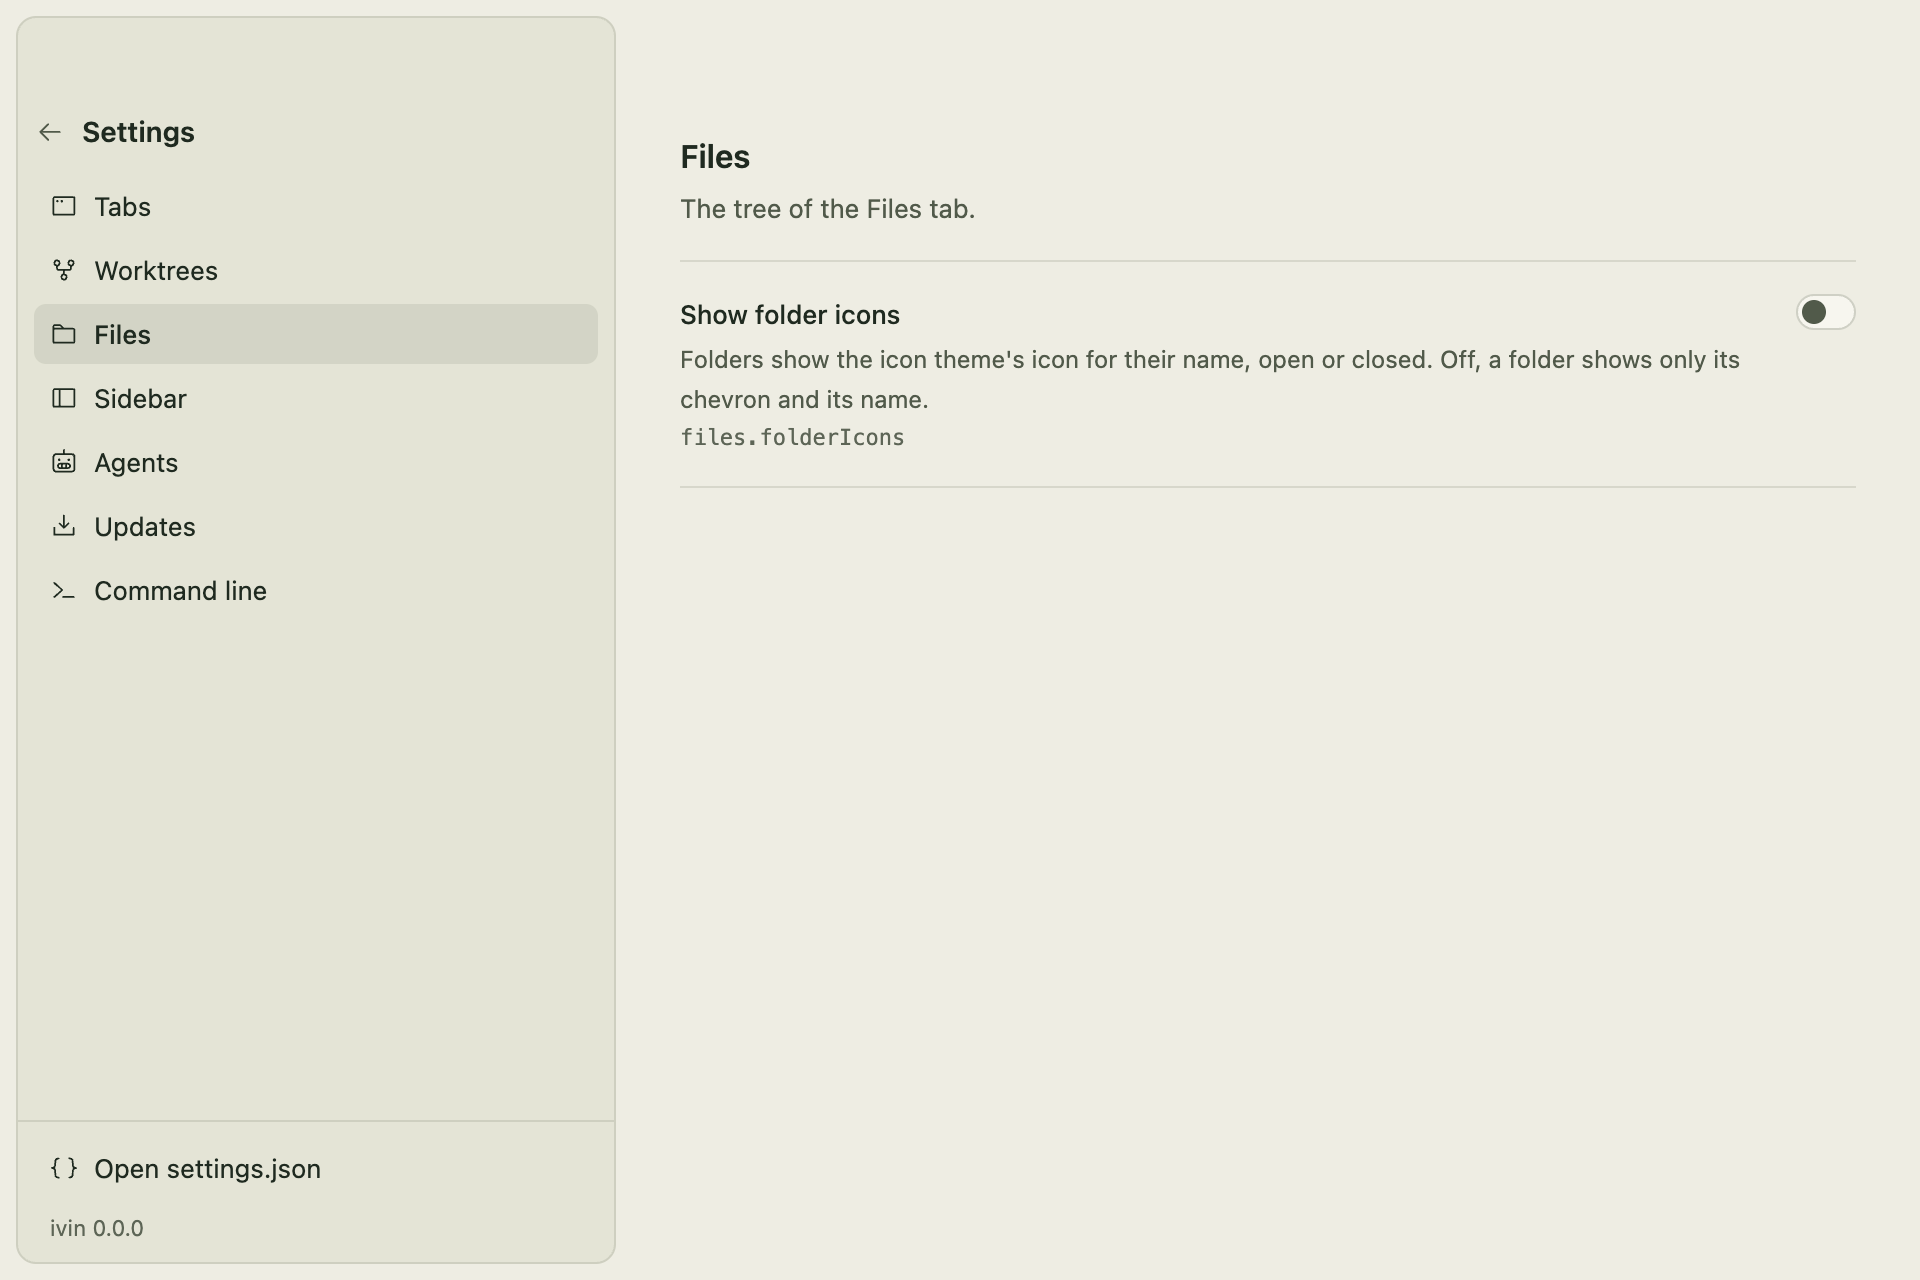 Settings
Tabs
Worktrees
Files
Sidebar
Agents
Updates
Command line
Open settings.json
ivin 0.0.0
Files
The tree of the Files tab.
Show folder icons
Folders show the icon theme's icon for their name, open or closed. Off, a folder shows only its
chevron and its name.
files.folderIcons